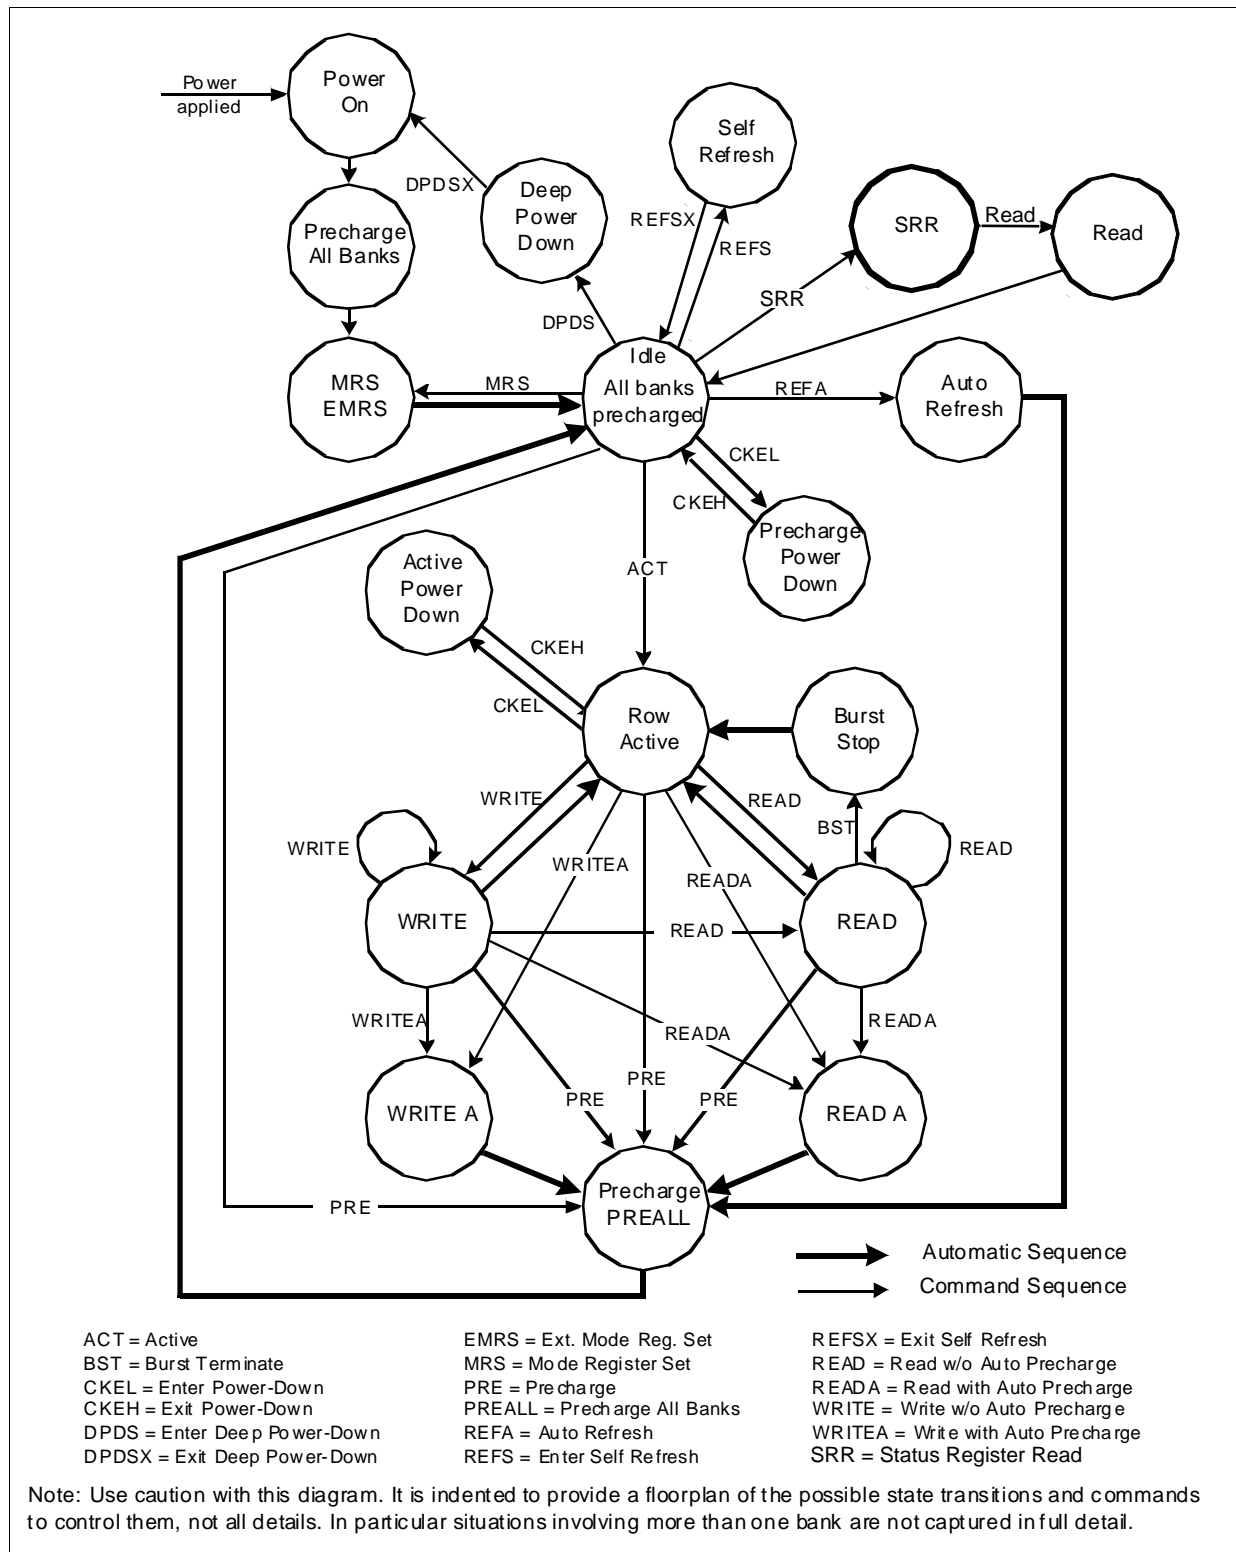 Power
applied
Power
On
DPDSX
Deep
Power
Down
Self
Refresh
REFSX
REFS
SRR
Read
Read
Precharge
All Banks
SRR
DPDS
MRS
EMRS
MRS
Idle
All banks
precharged
REFA
Auto
Refresh
CKEL
CKEH
Precharge
Power
Down
ACT
Active
Power
Down
CKEH
CKEL
Row
Active
Burst
Stop
WRITE
READ
BST
WRITE
READ
WRITEA
READA
WRITE
READ
READ
WRITEA
READA
READA
PRE
PRE
PRE
WRITE A
READ A
Precharge
PREALL
PRE
Automatic Sequence
Command Sequence
ACT = Active
BST = Burst Terminate
CKEL = Enter Power-Down
CKEH = Exit Power-Down
DPDS = Enter Deep Power-Down
DPDSX = Exit Deep Power-Down
EMRS = Ext. Mode Reg. Set
MRS = Mode Register Set
PRE = Precharge
PREALL = Precharge All Banks
REFA = Auto Refresh
REFS = Enter Self Refresh
REFSX = Exit Self Refresh
READ = Read w/o Auto Precharge
READA = Read with Auto Precharge
WRITE = Write w/o Auto Precharge
WRITEA = Write with Auto Precharge
SRR = Status Register Read
Note: Use caution with this diagram. It is indented to provide a floorplan of the possible state transitions and commands
to control them, not all details. In particular situations involving more than one bank are not captured in full detail.